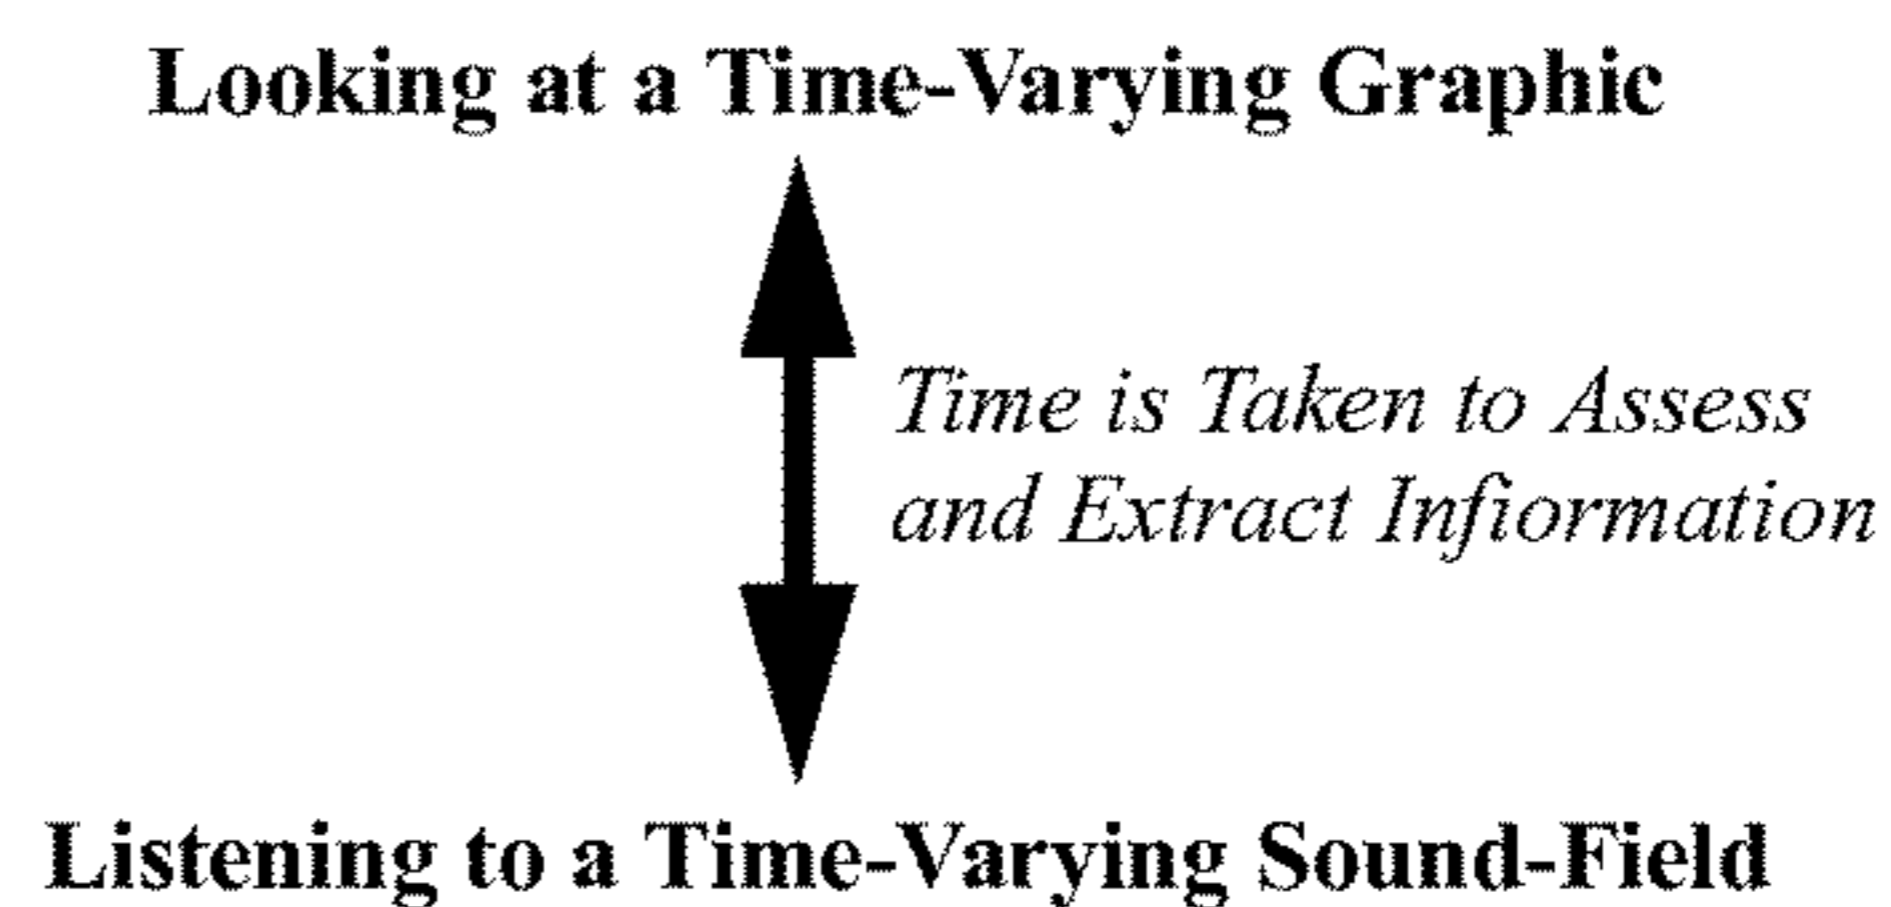 Looking at a Time-Varying Graphic
Time is Taken to Assess
and Extract Infiormation
Listening to a Time-Varying Sound-Field